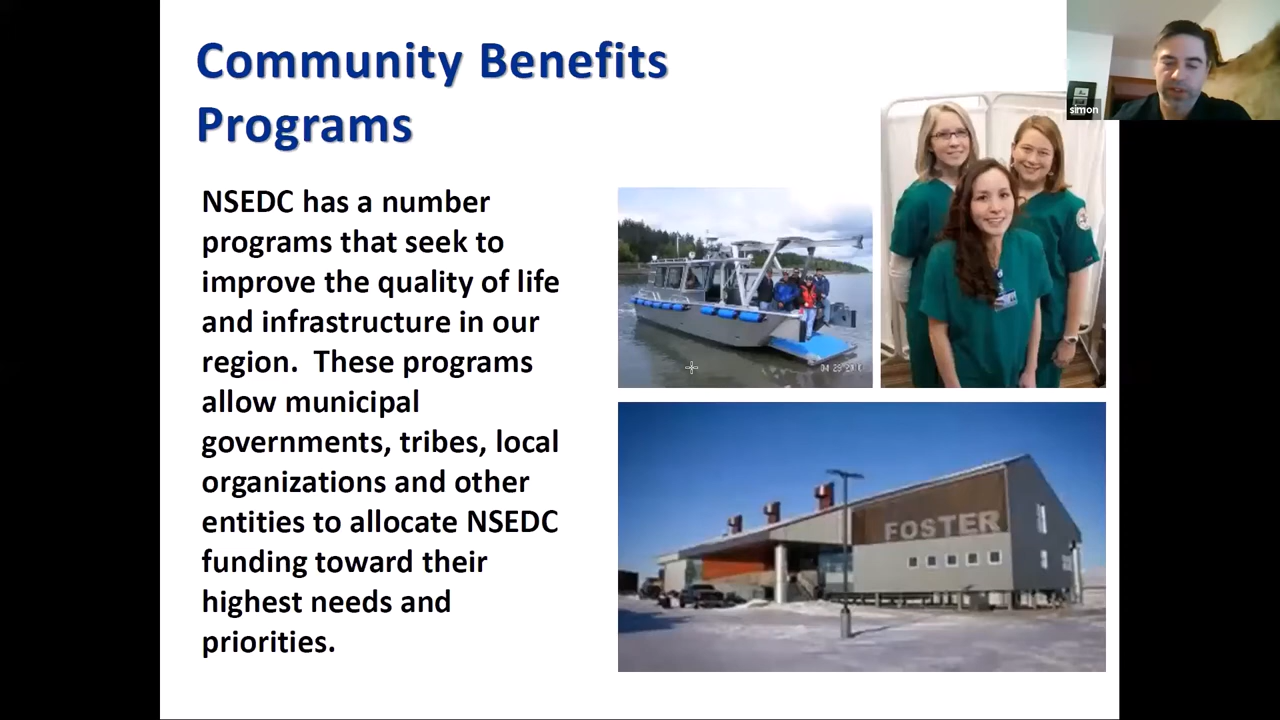 Community Benefits
Programs
simon
NSEDC has a number
programs that seek to
improve the quality of life
and infrastructure in our
region.  These programs
allow municipal
governments, tribes, local
organizations and other
entities to allocate NSEDC
funding toward their
highest needs and
priorities.
FOSTER